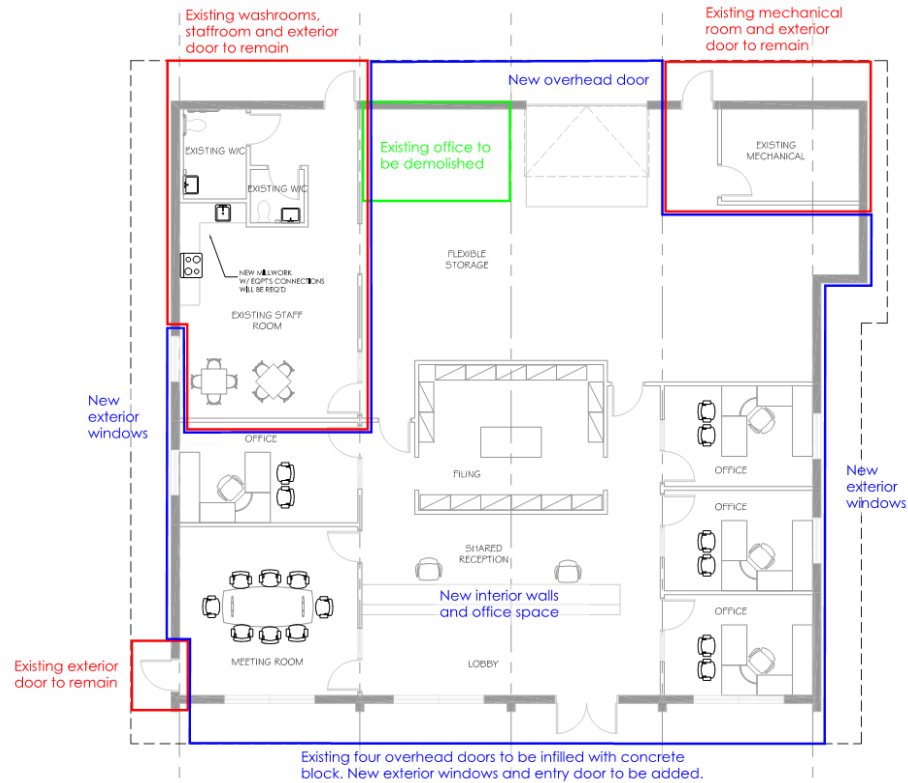 Existing washrooms,
staffroom and exterior
door to remain
Existing mechanical
room and exterior
door to remain
New overhead door
Existing office to
be demolished
EXISTING W/C
EXISTING W/C
EXISTING
MECHANICAL
FLEXIBLE
STORAGE
NEW MILLWORK
W/ EQPTS CONNECTIONS
WILL BE REQ'D
EXISTING STAFF
ROOM
New
exterior
windows
OFFICE
FILING
OFFICE
New
exterior
windows
OFFICE
SHARED
RECEPTION
New interior walls
and office space
OFFICE
Existing exterior
door to remain
MEETING ROOM
LOBBY
Existing four overhead doors to be infilled with concrete
block. New exterior windows and entry door to be added.